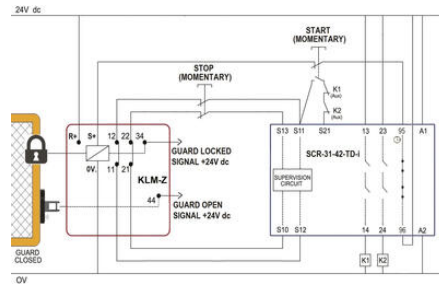 24V dc
START
(MOMENTARY)
STOP
(MOMENTARY)
K1
(Aux)
K2
(Aux)
R+ S+ 12 22 34
GUARD LOCKED
SIGNAL +24V dc
0V.
11 21
KLM-Z
44
GUARD OPEN
SIGNAL +24V dc
GUARD
CLOSED
S13 S11 S21 13 23 95 A1
SCR-31-42-TD-i
SUPERVISION
CIRCUIT
S10 S12 14 24 96 A2
K1 K2
OV